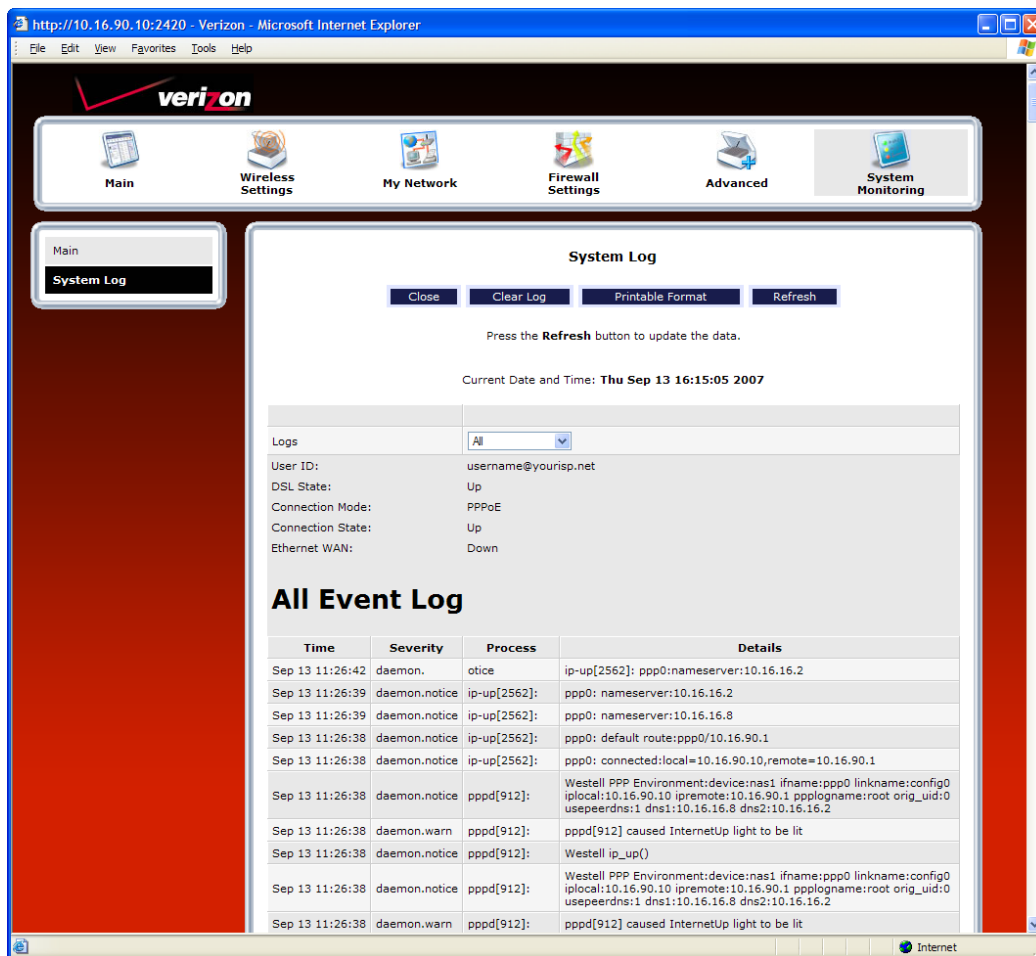 http://10.16.90.10:2420 - Verizon - Microsoft Internet Explorer
File Edit View Favorites Tools Help
verizon
Main
Wireless Settings
My Network
Firewall Settings
Advanced
System Monitoring
Main
System Log
System Log
Close Clear Log Printable Format Refresh
Press the Refresh button to update the data.
Current Date and Time: Thu Sep 13 16:15:05 2007
Logs All
User ID: username@yourisp.net
DSL State: Up
Connection Mode: PPPoE
Connection State: Up
Ethernet WAN: Down
All Event Log
Time Severity Process Details
Sep 13 11:26:42 daemon. otice ip-up[2562]: ppp0:nameserver:10.16.16.2
Sep 13 11:26:39 daemon.notice ip-up[2562]: ppp0: nameserver:10.16.16.2
Sep 13 11:26:39 daemon.notice ip-up[2562]: ppp0: nameserver:10.16.16.8
Sep 13 11:26:38 daemon.notice ip-up[2562]: ppp0: default route:ppp0/10.16.90.1
Sep 13 11:26:38 daemon.notice ip-up[2562]: ppp0: connected:local=10.16.90.10,remote=10.16.90.1
Sep 13 11:26:38 daemon.notice pppd[912]: Westell PPP Environment:device:nas1 ifname:ppp0 linkname:config0
iplocal:10.16.90.10 ipremote:10.16.90.1 ppplogname:root orig_uid:0
usepeerdns:1 dns1:10.16.16.8 dns2:10.16.16.2
Sep 13 11:26:38 daemon.warn pppd[912]: pppd[912] caused InternetUp light to be lit
Sep 13 11:26:38 daemon.notice pppd[912]: Westell ip_up()
Sep 13 11:26:38 daemon.notice pppd[912]: Westell PPP Environment:device:nas1 ifname:ppp0 linkname:config0
iplocal:10.16.90.10 ipremote:10.16.90.1 ppplogname:root orig_uid:0
usepeerdns:1 dns1:10.16.16.8 dns2:10.16.16.2
Sep 13 11:26:38 daemon.warn pppd[912]: pppd[912] caused InternetUp light to be lit
Internet